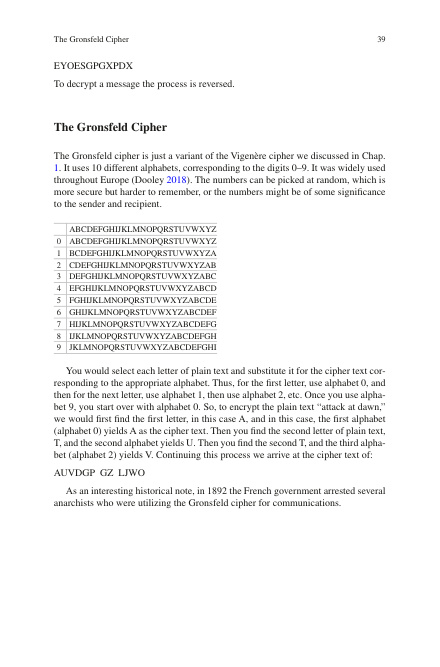 The Gronsfeld Cipher 39
EYOESGPGXPDX
To decrypt a message the process is reversed.
The Gronsfeld Cipher
The Gronsfeld cipher is just a variant of the Vigenère cipher we discussed in Chap.
1. It uses 10 different alphabets, corresponding to the digits 0–9. It was widely used
throughout Europe (Dooley 2018). The numbers can be picked at random, which is
more secure but harder to remember, or the numbers might be of some significance
to the sender and recipient.
ABCDEFGHIJKLMNOPQRSTUVWXYZ
0 ABCDEFGHIJKLMNOPQRSTUVWXYZ
1 BCDEFGHIJKLMNOPQRSTUVWXYZA
2 CDEFGHIJKLMNOPQRSTUVWXYZAB
3 DEFGHIJKLMNOPQRSTUVWXYZABC
4 EFGHIJKLMNOPQRSTUVWXYZABCD
5 FGHIJKLMNOPQRSTUVWXYZABCDE
6 GHIJKLMNOPQRSTUVWXYZABCDEF
7 HIJKLMNOPQRSTUVWXYZABCDEFG
8 IJKLMNOPQRSTUVWXYZABCDEFGH
9 JKLMNOPQRSTUVWXYZABCDEFGHI
You would select each letter of plain text and substitute it for the cipher text cor-
responding to the appropriate alphabet. Thus, for the first letter, use alphabet 0, and
then for the next letter, use alphabet 1, then use alphabet 2, etc. Once you use alpha-
bet 9, you start over with alphabet 0. So, to encrypt the plain text “attack at dawn,”
we would first find the first letter, in this case A, and in this case, the first alphabet
(alphabet 0) yields A as the cipher text. Then you find the second letter of plain text,
T, and the second alphabet yields U. Then you find the second T, and the third alpha-
bet (alphabet 2) yields V. Continuing this process we arrive at the cipher text of:
AUVDGP GZ LJWO
As an interesting historical note, in 1892 the French government arrested several
anarchists who were utilizing the Gronsfeld cipher for communications.